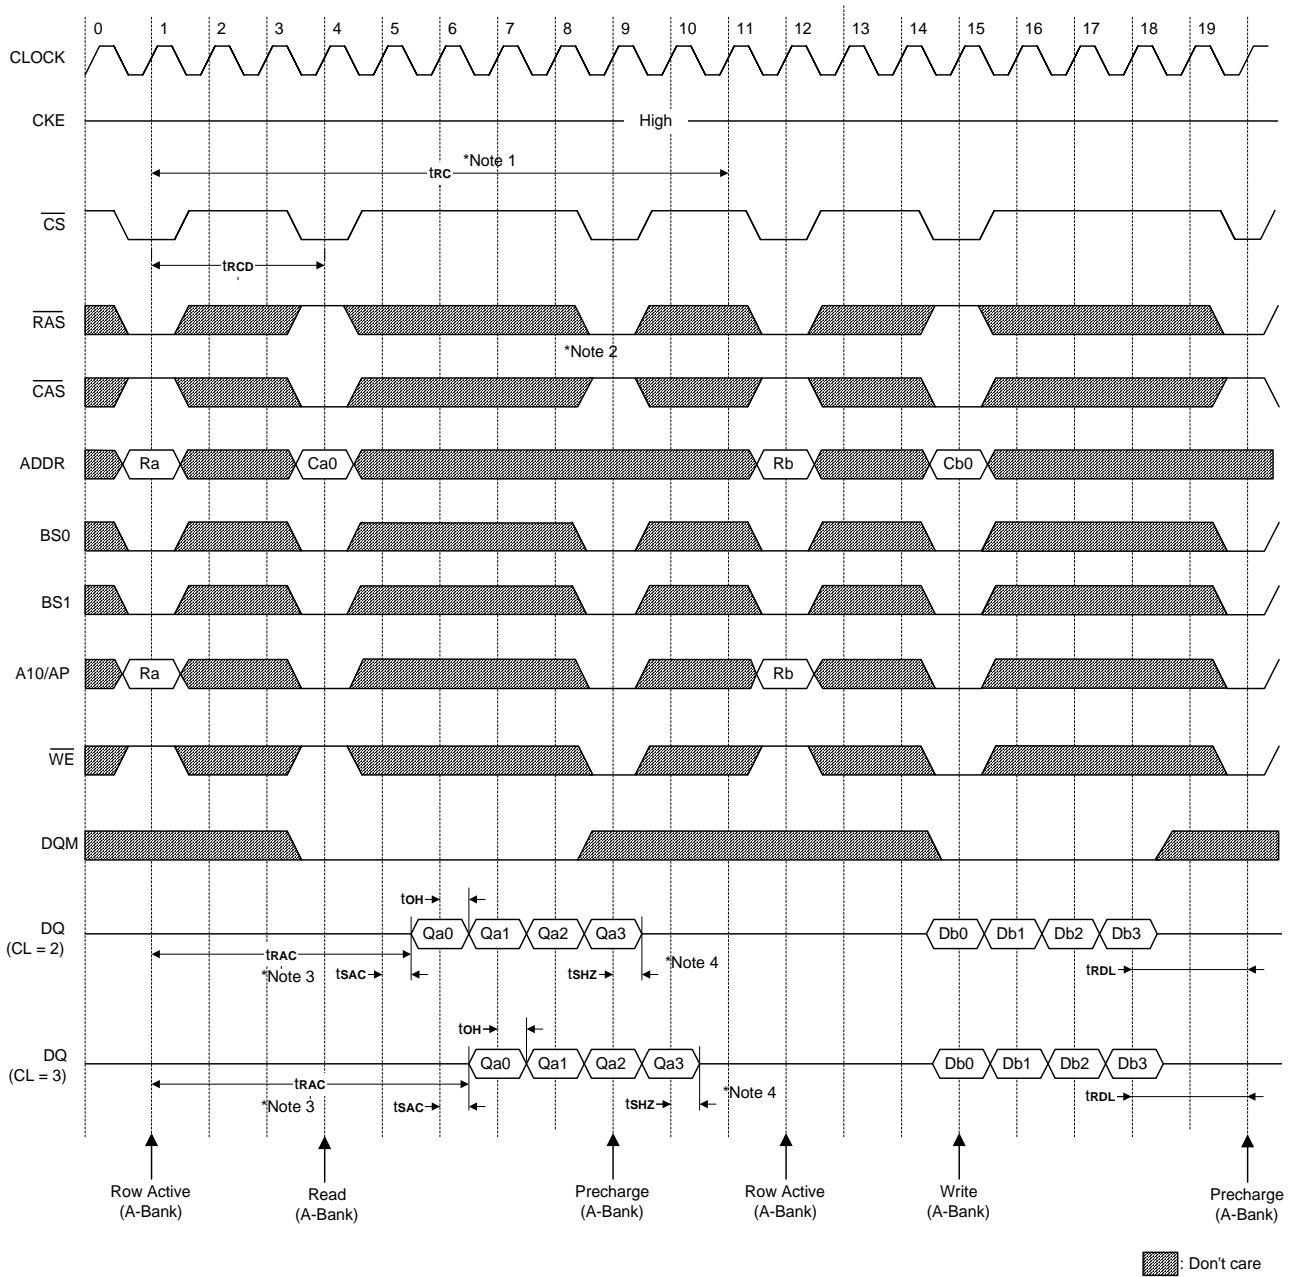 0 1 2 3 4 5 6 7 8 9 10 11 12 13 14 15 16 17 18 19
CLOCK
CKE High
*Note 1
tRC
CS
tRCD
RAS
*Note 2
CAS
ADDR Ra Ca0 Rb Cb0
BS0
BS1
A10/AP Ra Rb
WE
DQM
tOH
DQ Qa0 Qa1 Qa2 Qa3 Db0 Db1 Db2 Db3
(CL = 2)
tRAC
*Note 3 tSAC tSHZ *Note 4 tRDL
tOH
DQ Qa0 Qa1 Qa2 Qa3 Db0 Db1 Db2 Db3
(CL = 3)
tRAC
*Note 3 tSAC tSHZ *Note 4 tRDL
Row Active
(A-Bank)
Read
(A-Bank)
Precharge
(A-Bank)
Row Active
(A-Bank)
Write
(A-Bank)
Precharge
(A-Bank)
: Don't care